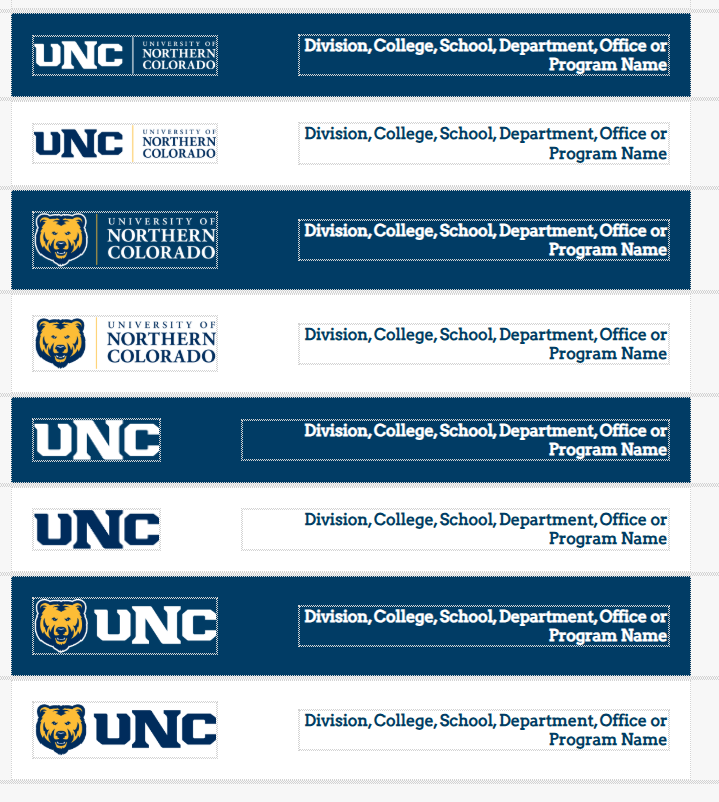 UNC
UNIVERSITY OF
NORTHERN
COLORADO
Division, College, School, Department, Office or
Program Name
UNC
UNIVERSITY OF
NORTHERN
COLORADO
Division, College, School, Department, Office or
Program Name
UNIVERSITY OF
NORTHERN
COLORADO
Division, College, School, Department, Office or
Program Name
UNIVERSITY OF
NORTHERN
COLORADO
Division, College, School, Department, Office or
Program Name
UNC
Division, College, School, Department, Office or
Program Name
UNC
Division, College, School, Department, Office or
Program Name
UNC
Division, College, School, Department, Office or
Program Name
UNC
Division, College, School, Department, Office or
Program Name